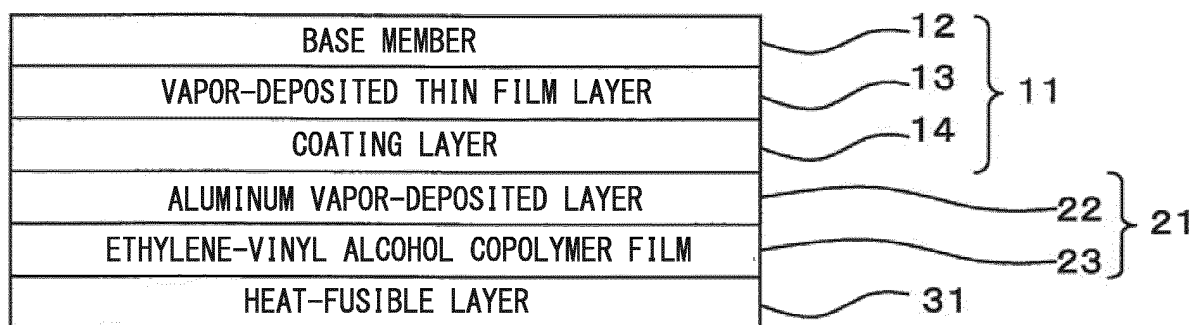 BASE MEMBER 12
VAPOR-DEPOSITED THIN FILM LAYER 13 11
COATING LAYER 14
ALUMINUM VAPOR-DEPOSITED LAYER 22 21
ETHYLENE-VINYL ALCOHOL COPOLYMER FILM 23
HEAT-FUSIBLE LAYER 31